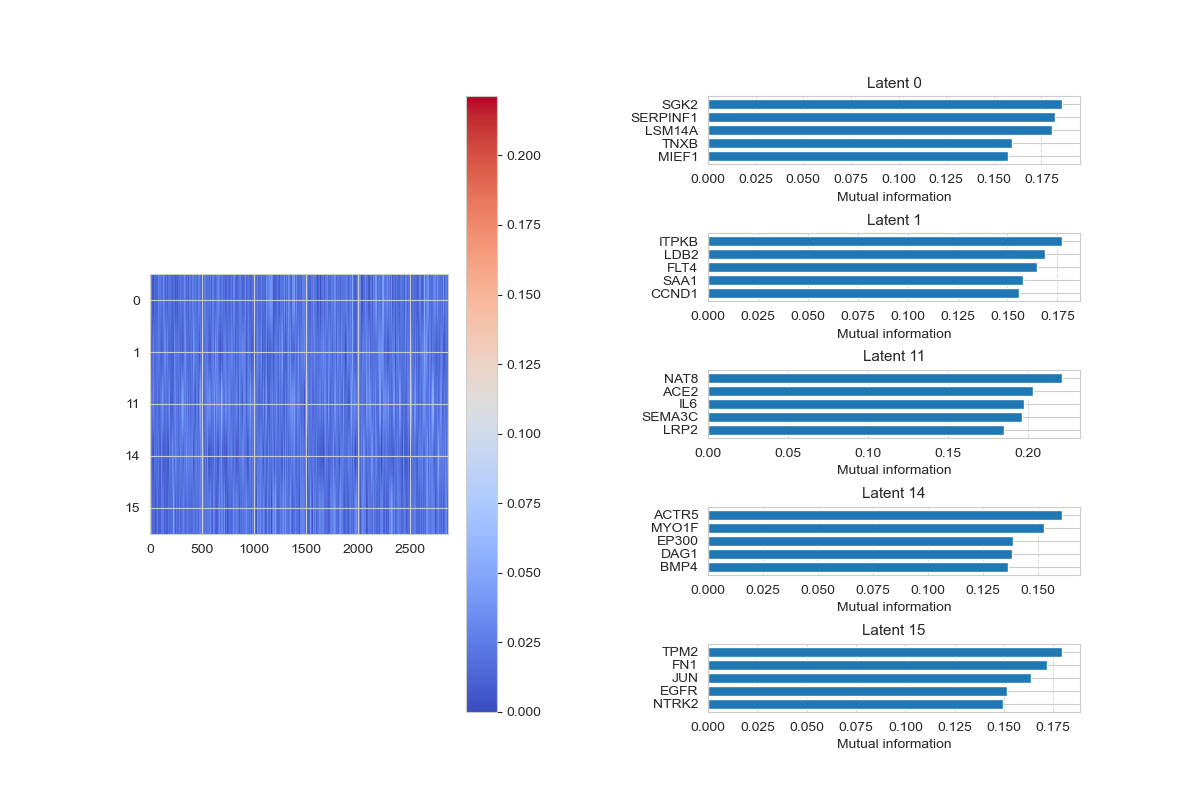 0
1
11
14
15
0 500 1000 1500 2000 2500
0.200
0.175
0.150
0.125
0.100
0.075
0.050
0.025
0.000
Latent 0
SGK2
SERPINF1
LSM14A
TNXB
MIEF1
0.000 0.025 0.050 0.075 0.100 0.125 0.150 0.175
Mutual information
Latent 1
ITPKB
LDB2
FLT4
SAA1
CCND1
0.000 0.025 0.050 0.075 0.100 0.125 0.150 0.175
Mutual information
Latent 11
NAT8
ACE2
IL6
SEMA3C
LRP2
0.00 0.05 0.10 0.15 0.20
Mutual information
Latent 14
ACTR5
MYO1F
EP300
DAG1
BMP4
0.000 0.025 0.050 0.075 0.100 0.125 0.150
Mutual information
Latent 15
TPM2
FN1
JUN
EGFR
NTRK2
0.000 0.025 0.050 0.075 0.100 0.125 0.150 0.175
Mutual information